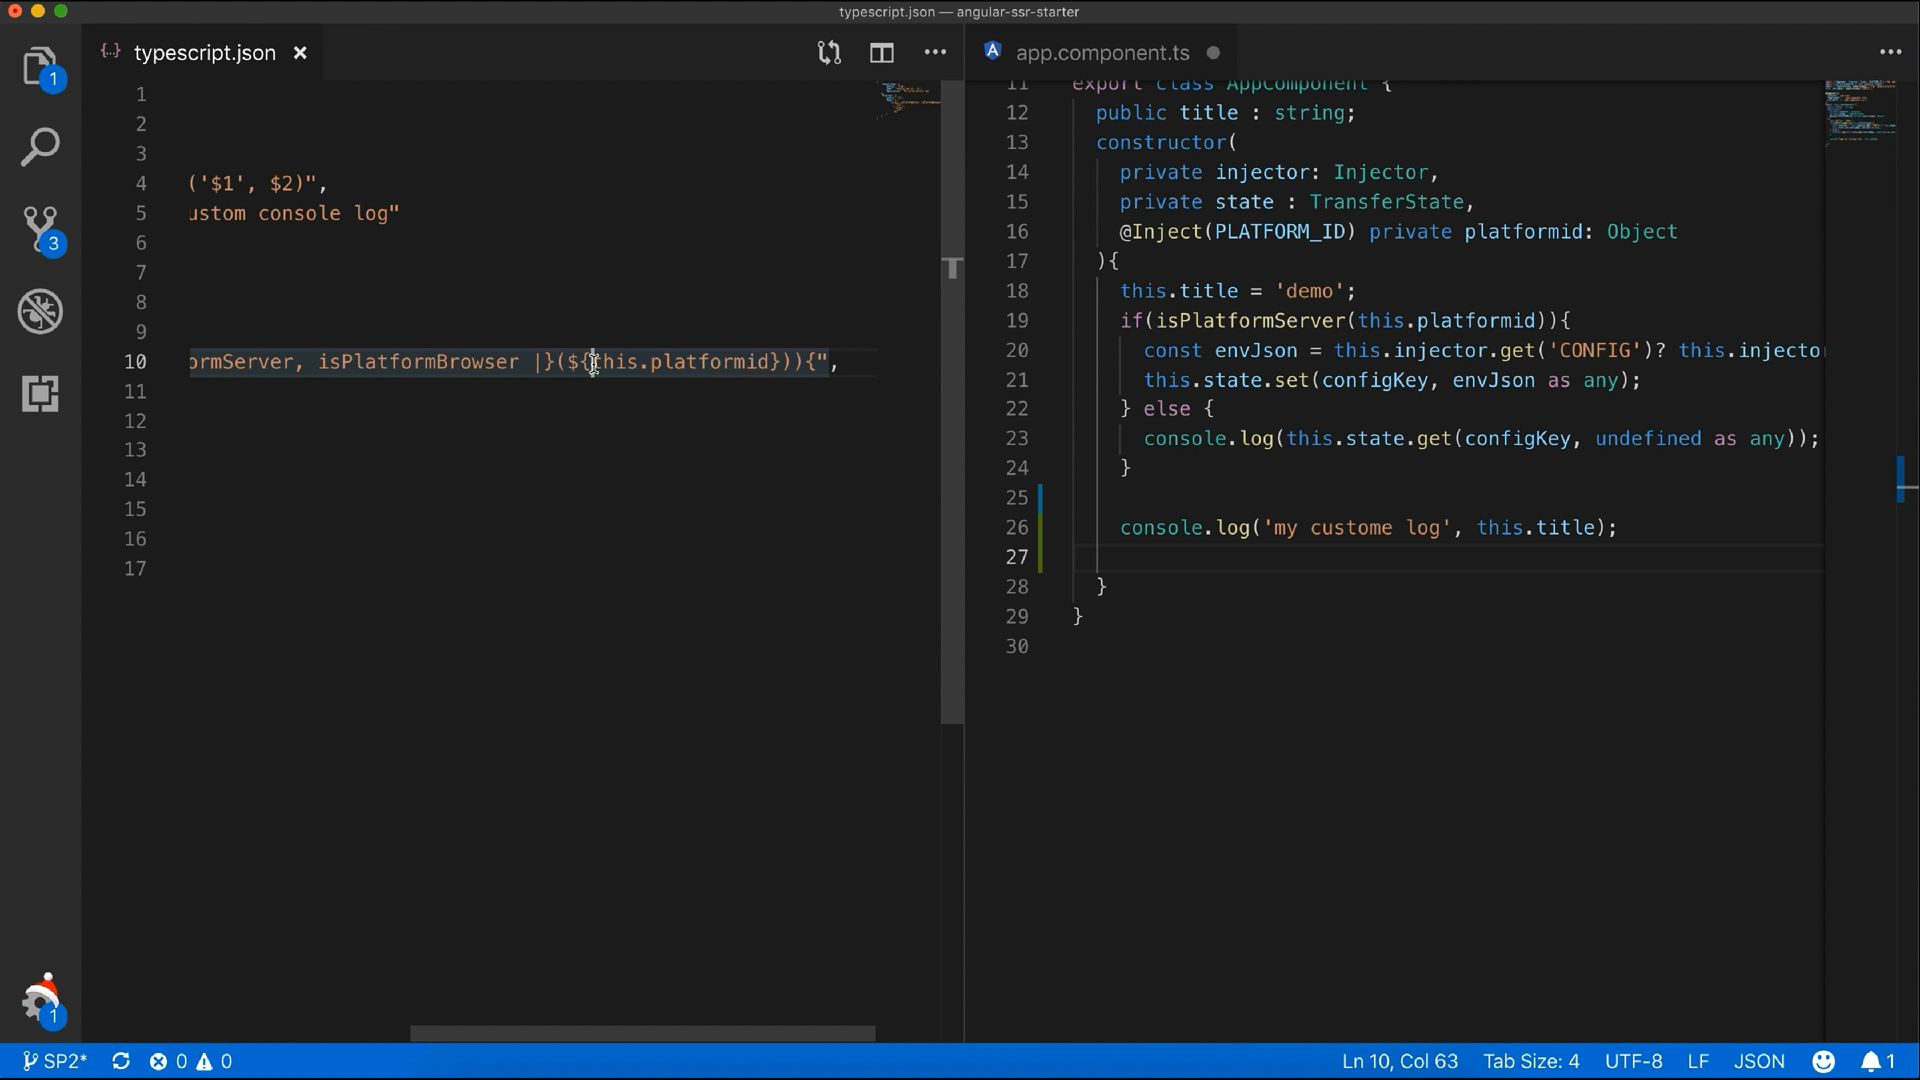 typescript.json — angular-ssr-starter
typescript.json
app.component.ts
1
2
3
4 ('$1', $2)",
5 ustom console log"
6
7
8
9
10 ormServer, isPlatformBrowser |}(${this.platformid})){",
11
12
13
14
15
16
17
11 export class AppComponent {
12 public title : string;
13 constructor(
14 private injector: Injector,
15 private state : TransferState,
16 @Inject(PLATFORM_ID) private platformid: Object
17 ){
18 this.title = 'demo';
19 if(isPlatformServer(this.platformid)){
20 const envJson = this.injector.get('CONFIG')? this.injecto
21 this.state.set(configKey, envJson as any);
22 } else {
23 console.log(this.state.get(configKey, undefined as any));
24 }
25
26 console.log('my custome log', this.title);
27
28 }
29 }
30
1
3
1
SP2* 0 0 Ln 10, Col 63 Tab Size: 4 UTF-8 LF JSON 1